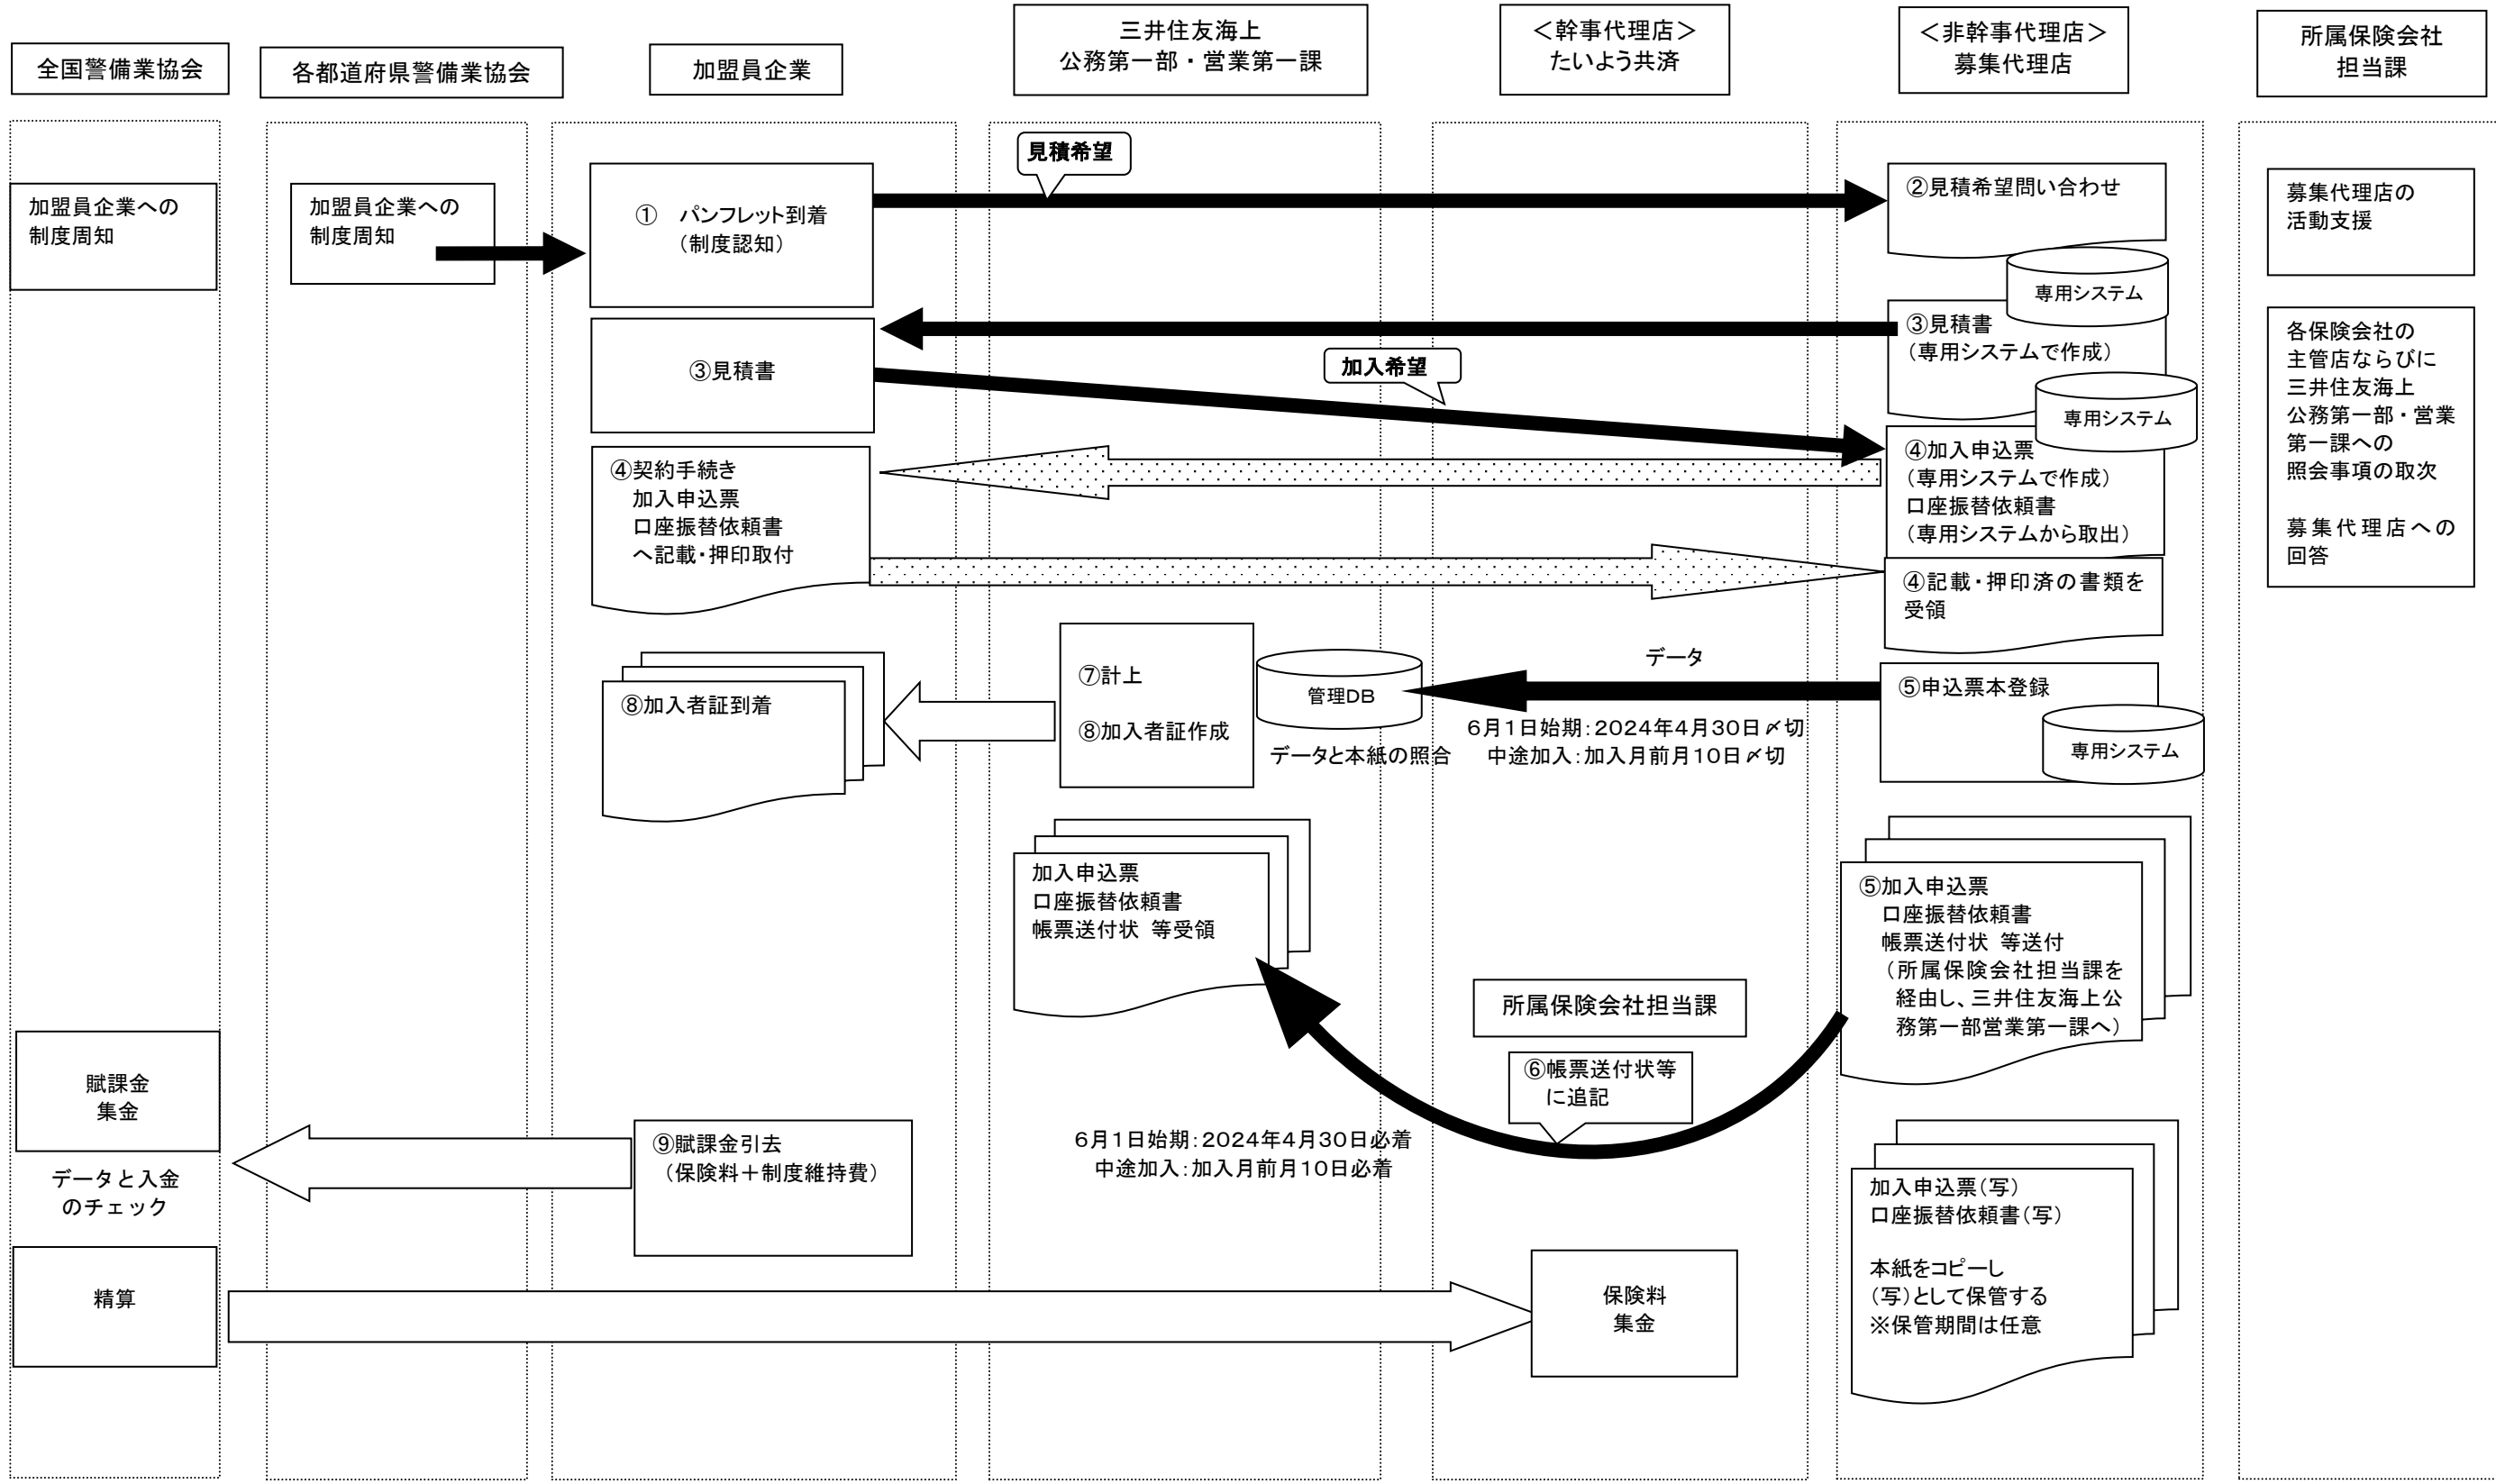 全国警備業協会
各都道府県警備業協会
加盟員企業
三井住友海上
公務第一部・営業第一課
＜幹事代理店＞
たいよう共済
＜非幹事代理店＞
募集代理店
所属保険会社
担当課
加盟員企業への
制度周知
加盟員企業への
制度周知
①　パンフレット到着
（制度認知）
見積希望
②見積希望問い合わせ
専用システム
募集代理店の
活動支援
③見積書
③見積書
（専用システムで作成）
専用システム
加入希望
各保険会社の
主管店ならびに
三井住友海上
公務第一部・営業
第一課への
照会事項の取次
募集代理店への
回答
④契約手続き
加入申込票
口座振替依頼書
へ記載・押印取付
④加入申込票
（専用システムで作成）
口座振替依頼書
（専用システムから取出）
④記載・押印済の書類を
受領
⑧加入者証到着
⑦計上
⑧加入者証作成
管理DB
データと本紙の照合
データ
6月1日始期：2024年4月30日〆切
中途加入：加入月前月10日〆切
⑤申込票本登録
専用システム
加入申込票
口座振替依頼書
帳票送付状 等受領
⑤加入申込票
口座振替依頼書
帳票送付状 等送付
（所属保険会社担当課を
経由し、三井住友海上公
務第一部営業第一課へ）
所属保険会社担当課
⑥帳票送付状等
に追記
6月1日始期：2024年4月30日必着
中途加入：加入月前月10日必着
賦課金
集金
データと入金
のチェック
⑨賦課金引去
（保険料＋制度維持費）
加入申込票（写）
口座振替依頼書（写）
本紙をコピーし
（写）として保管する
※保管期間は任意
精算
保険料
集金